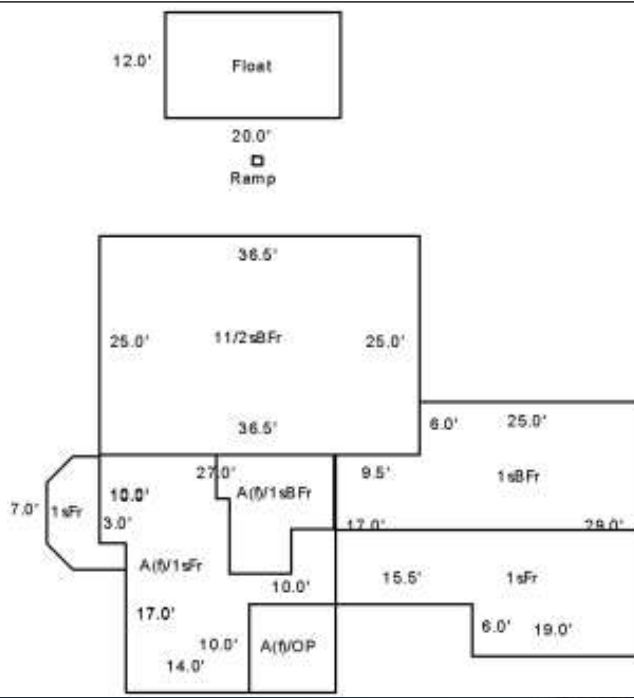 12.0'
Float
20.0'
Ramp
36.5'
25.0'
11/2sBFr
25.0'
36.5'
6.0'
25.0'
27.0'
9.5'
1sBFr
A(f)/1sBFr
7.0'
1sFr
3.0'
17.0'
29.0'
A(f)/1sFr
10.0'
15.5'
1sFr
17.0'
10.0'
A(f)/OP
6.0'
19.0'
14.0'